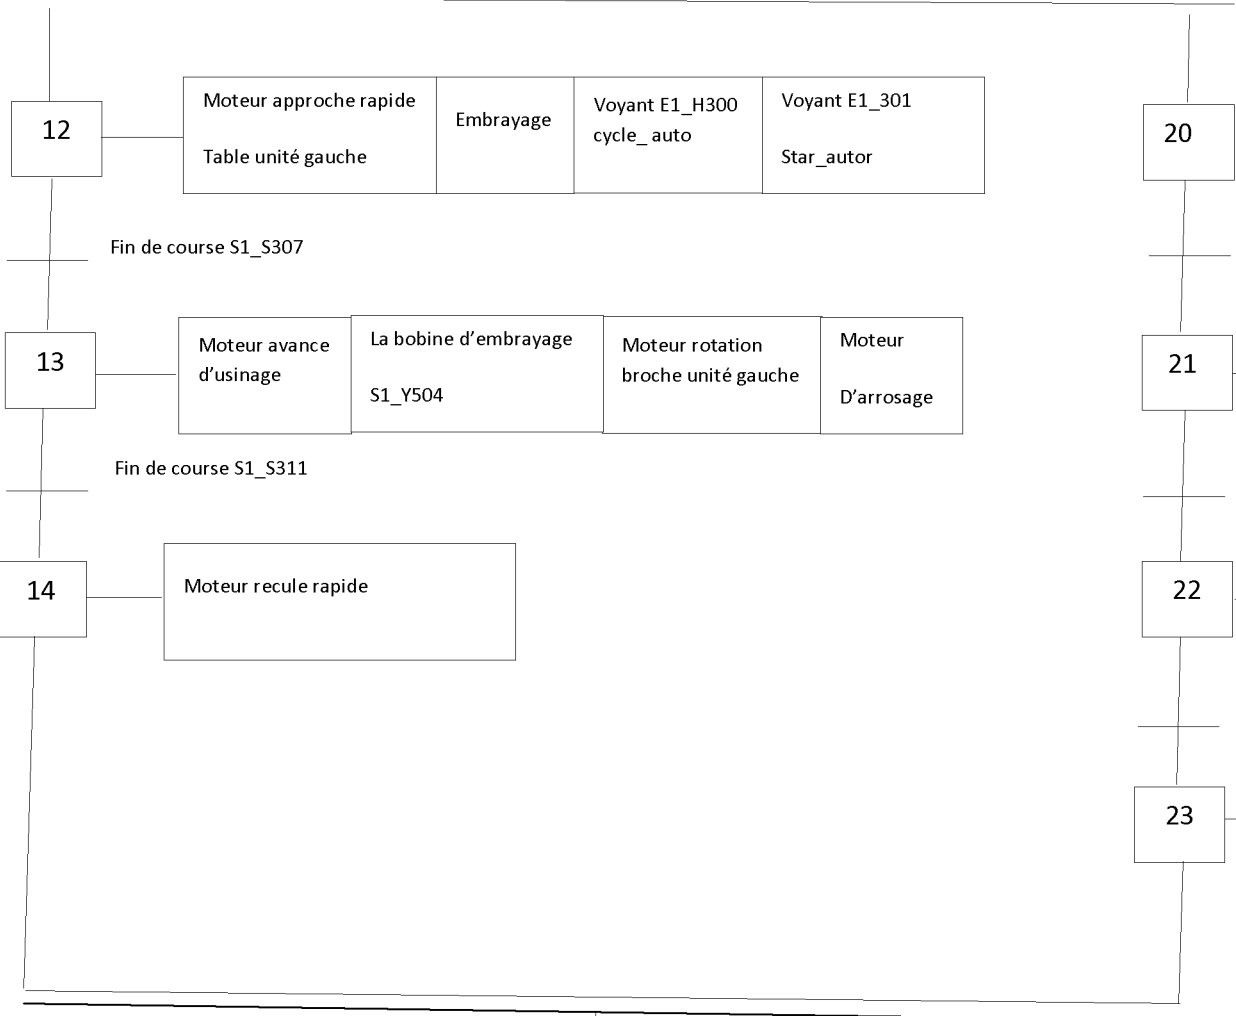 12
Moteur approche rapide
Table unité gauche
Embrayage
Voyant E1_H300
cycle_ auto
Voyant E1_301
Star_autor
20
Fin de course S1_S307
13
Moteur avance
d’usinage
La bobine d’embrayage
S1_Y504
Moteur rotation
broche unité gauche
Moteur
D’arrosage
21
Fin de course S1_S311
14
Moteur recule rapide
22
23